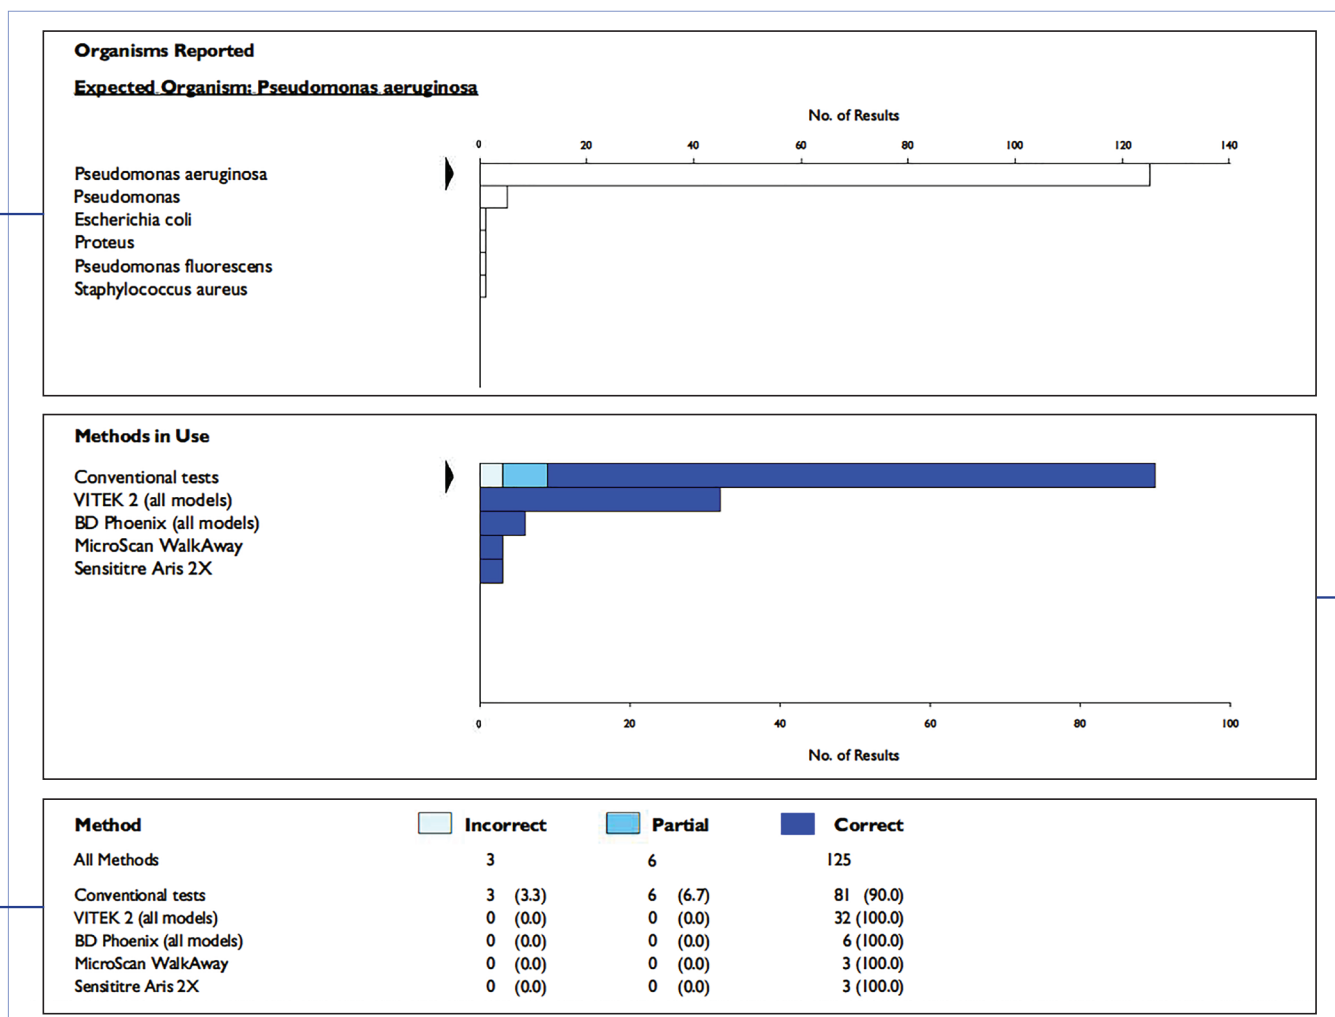 Organisms Reported
Expected Organism: Pseudomonas aeruginosa
No. of Results
0 20 40 60 80 100 120 140
Pseudomonas aeruginosa
Pseudomonas
Escherichia coli
Proteus
Pseudomonas fluorescens
Staphylococcus aureus
Methods in Use
Conventional tests
VITEK 2 (all models)
BD Phoenix (all models)
MicroScan WalkAway
Sensititre Aris 2X
0 20 40 60 80 100
No. of Results
Method Incorrect Partial Correct
All Methods 3 6 125
Conventional tests 3 (3.3) 6 (6.7) 81 (90.0)
VITEK 2 (all models) 0 (0.0) 0 (0.0) 32 (100.0)
BD Phoenix (all models) 0 (0.0) 0 (0.0) 6 (100.0)
MicroScan WalkAway 0 (0.0) 0 (0.0) 3 (100.0)
Sensititre Aris 2X 0 (0.0) 0 (0.0) 3 (100.0)